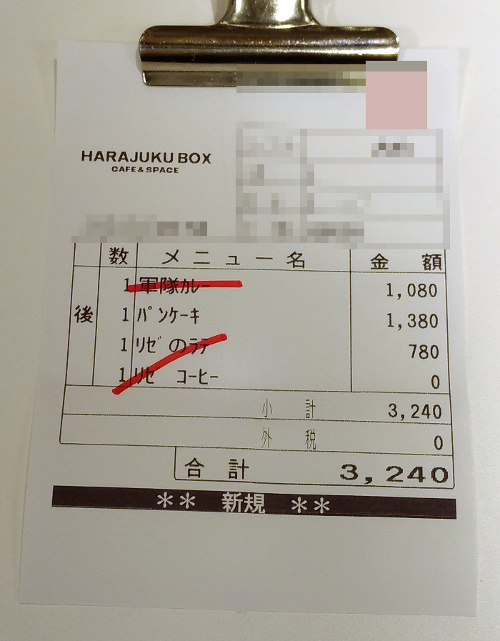 HARAJUKU BOX
CAFE & SPACE
数 メニュー名 金 額
1 軍隊カレー 1,080
後 1 パンケーキ 1,380
1 リゼのラテ 780
1 リセ コーヒー 0
小 計 3,240
外 税 0
合 計 3,240
** 新規 **